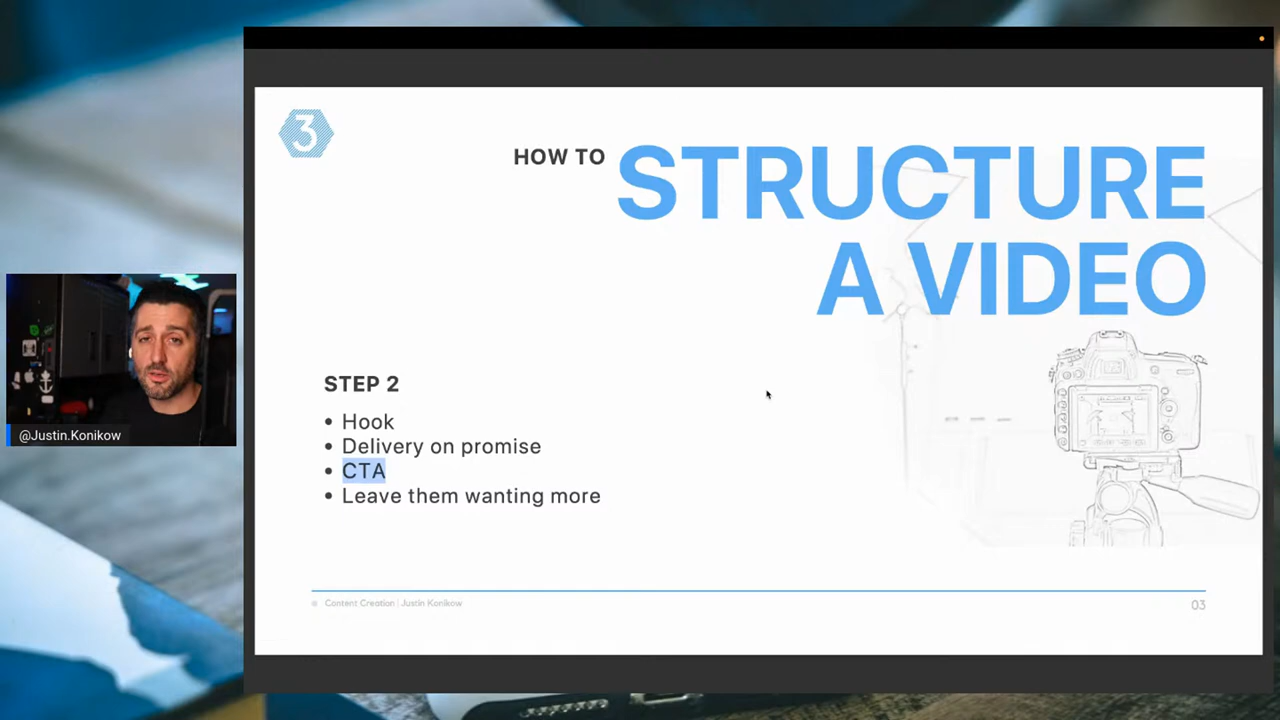 3
HOW TO
STRUCTURE
A VIDEO
@Justin.Konikow
STEP 2
• Hook
• Delivery on promise
• CTA
• Leave them wanting more
Content Creation | Justin Konikow
03